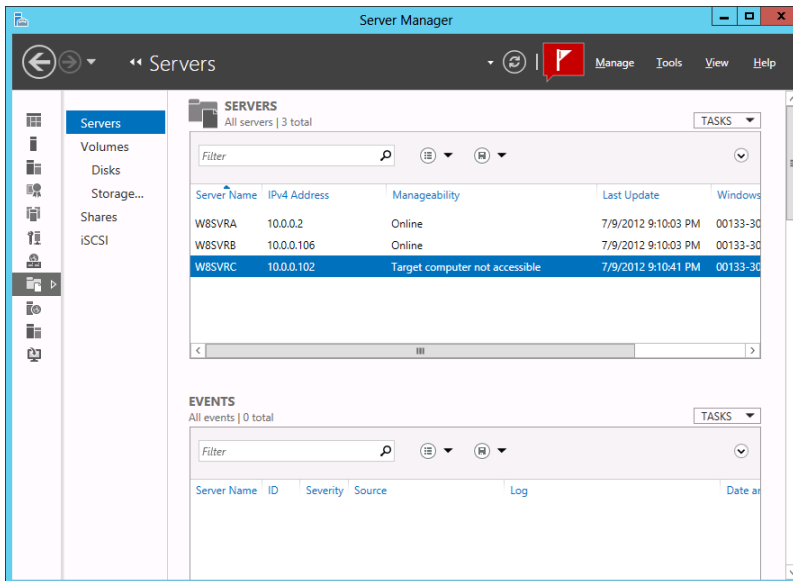 Server Manager
Servers
Manage Tools View Help
Servers
Volumes
Disks
Storage...
Shares
iSCSI
SERVERS
All servers | 3 total
TASKS
Filter
Server Name IPv4 Address Manageability Last Update Windows
W8SVRA 10.0.0.2 Online 7/9/2012 9:10:03 PM 00133-30
W8SVRB 10.0.0.106 Online 7/9/2012 9:10:03 PM 00133-30
W8SVRC 10.0.0.102 Target computer not accessible 7/9/2012 9:10:41 PM 00133-30
EVENTS
All events | 0 total
TASKS
Filter
Server Name ID Severity Source Log Date ar